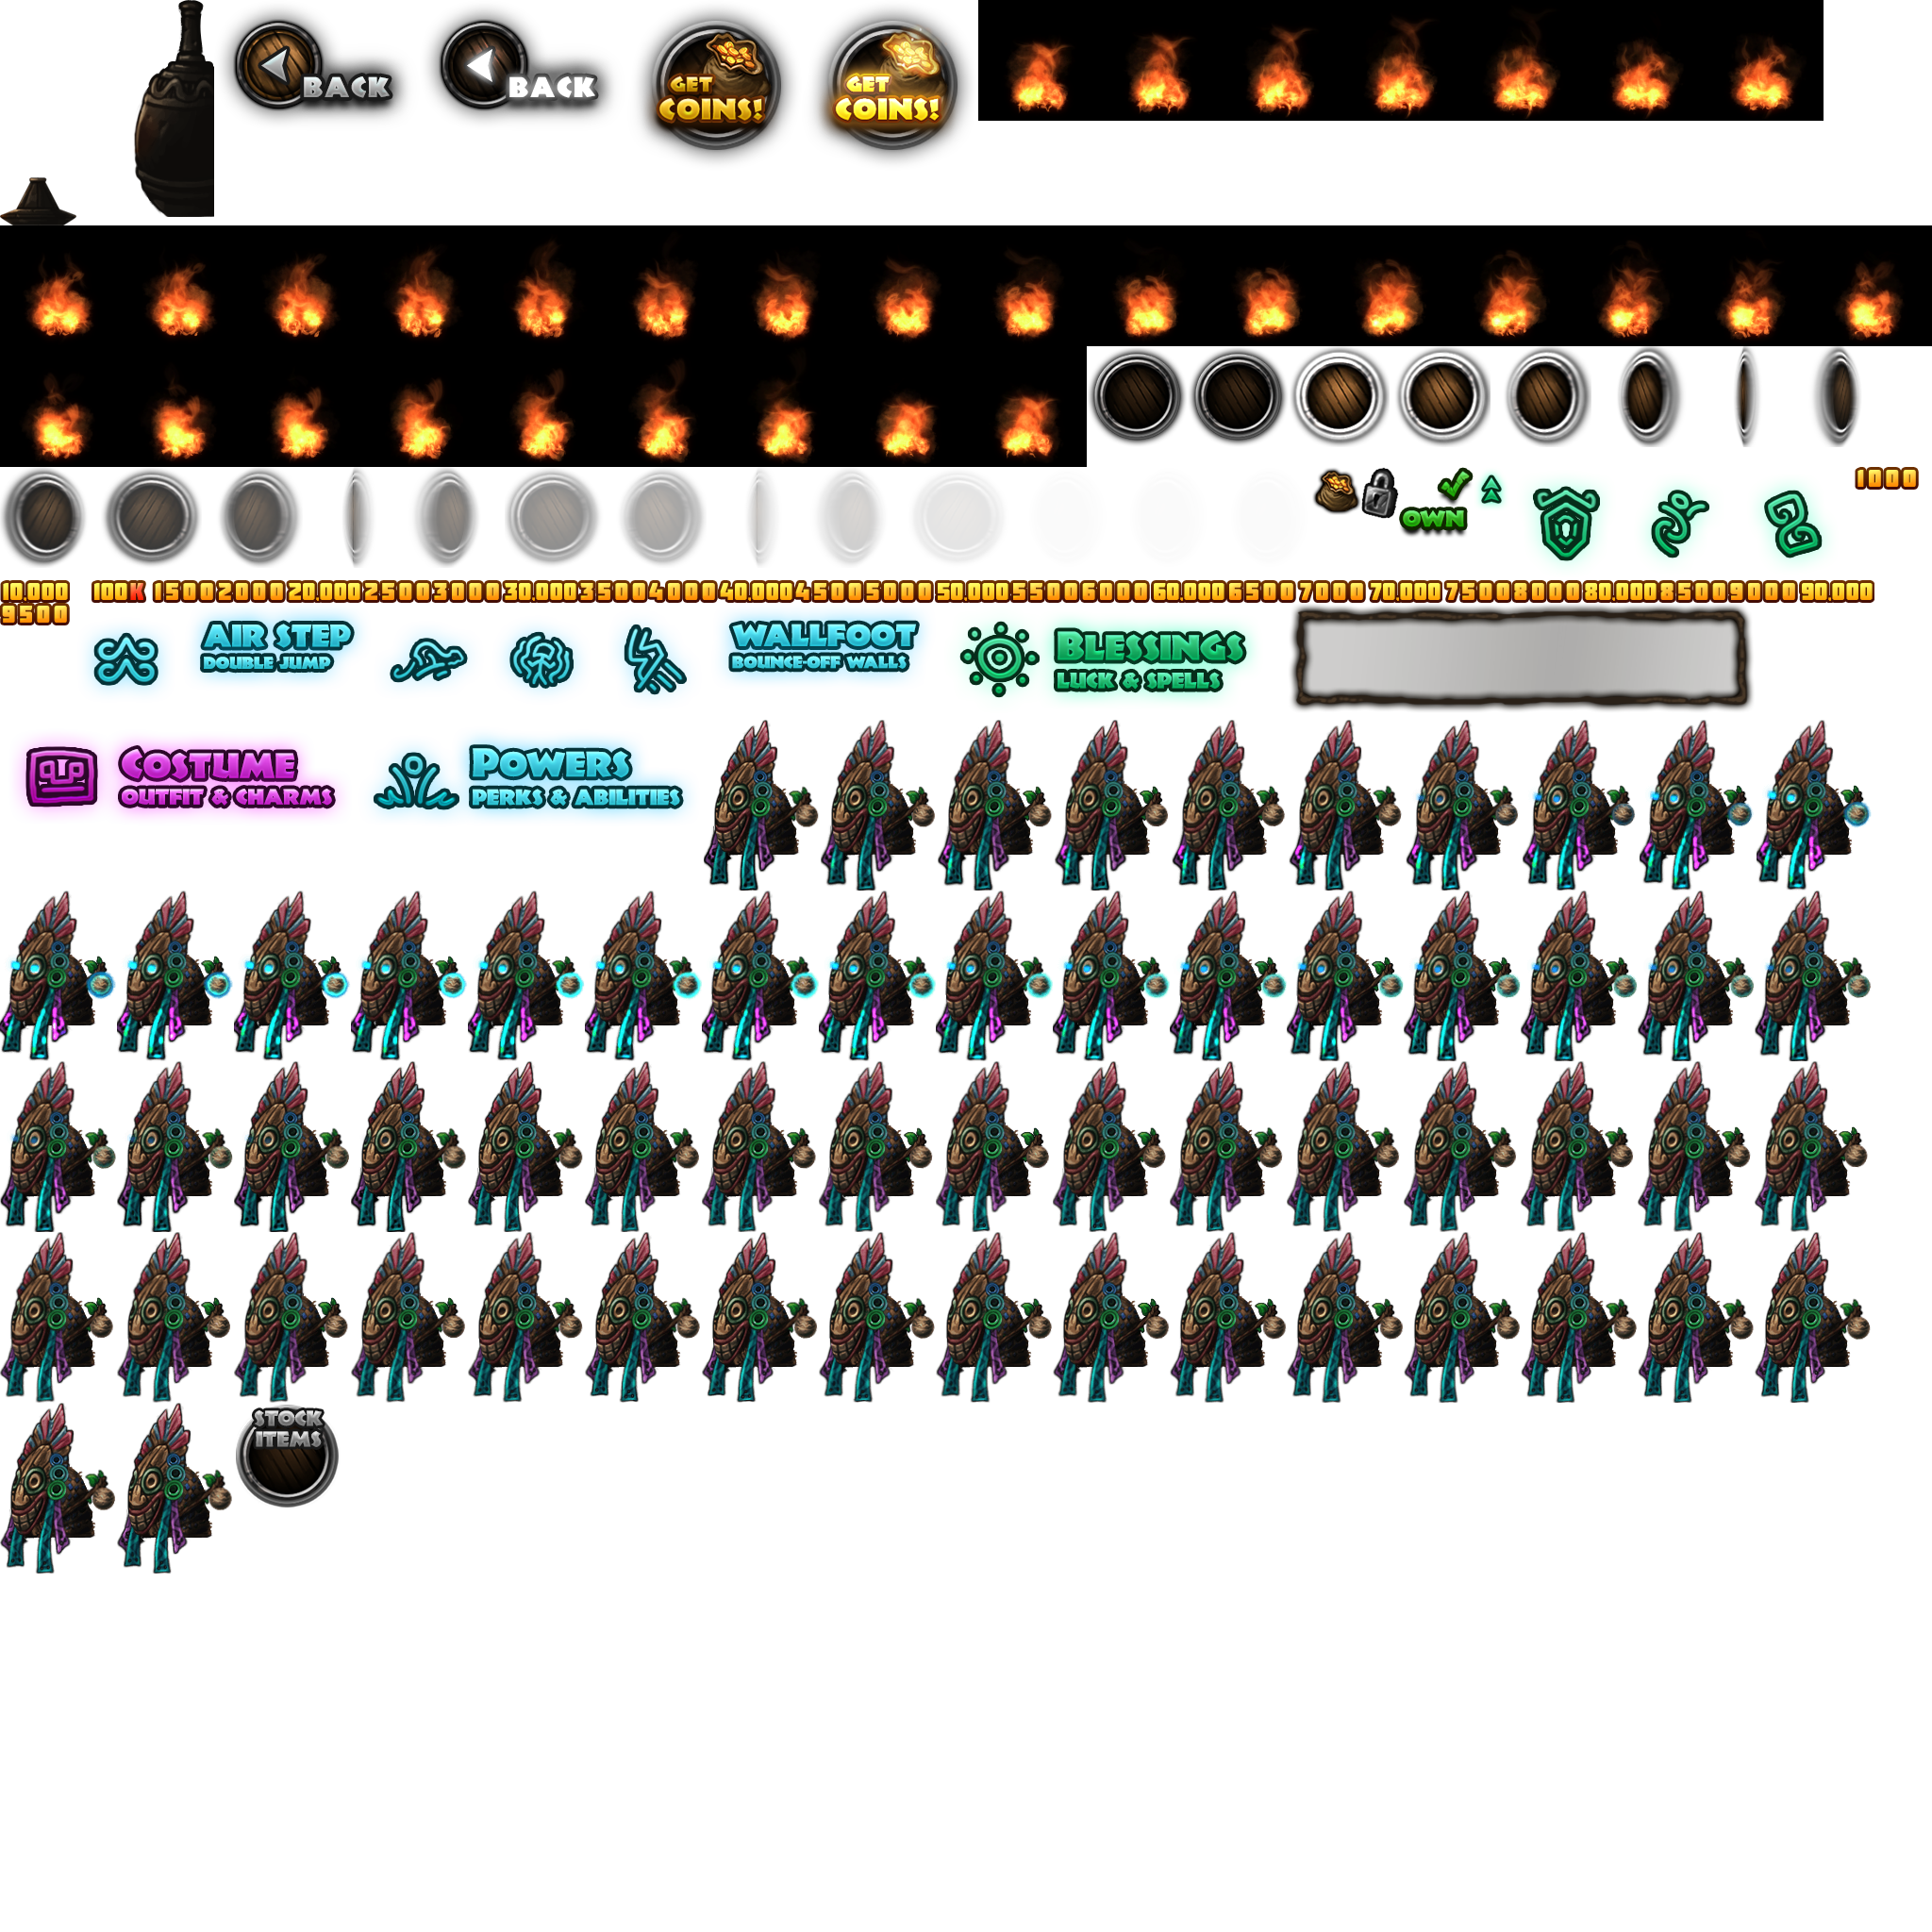 BACK
BACK
GET
COINS!
GET
COINS!
OWN
1000
10.000 100K 1500 2000 20.000 2500 3000 30.000 3500 4000 40.000 4500 5000 50.000 5500 6000 60.000 6500 7000 70.000 7500 8000 80.000 8500 9000 90.000
9500
AIR STEP
DOUBLE JUMP
WALLFOOT
BOUNCE-OFF WALLS
BLESSINGS
LUCK & SPELLS
COSTUME
OUTFIT & CHARMS
POWERS
PERKS & ABILITIES
STOCK
ITEMS